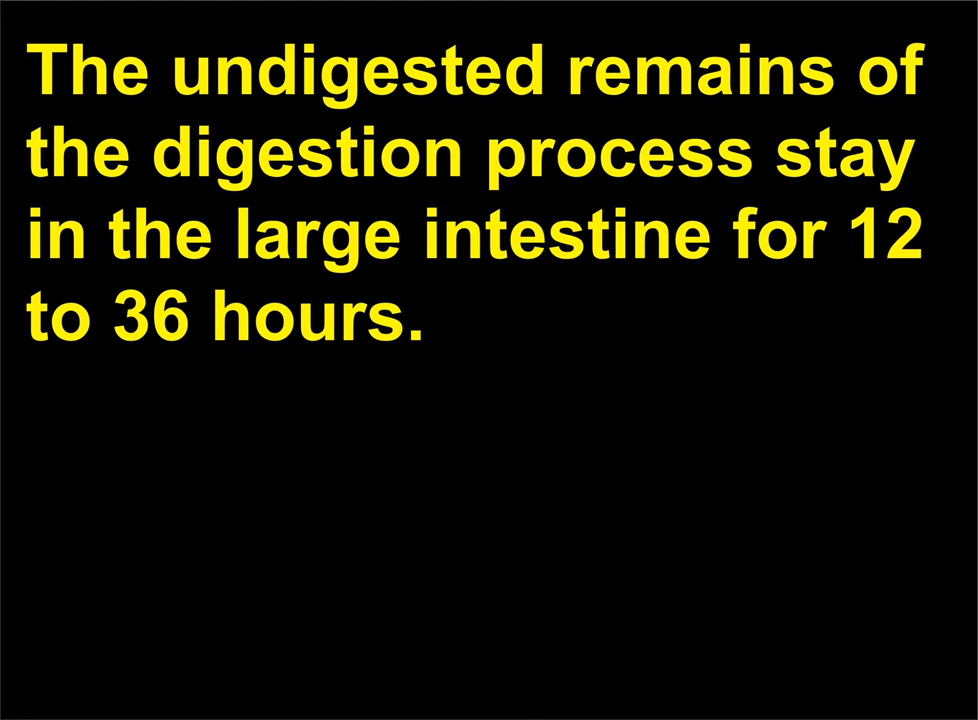 The undigested remains of
the digestion process stay
in the large intestine for 12
to 36 hours.